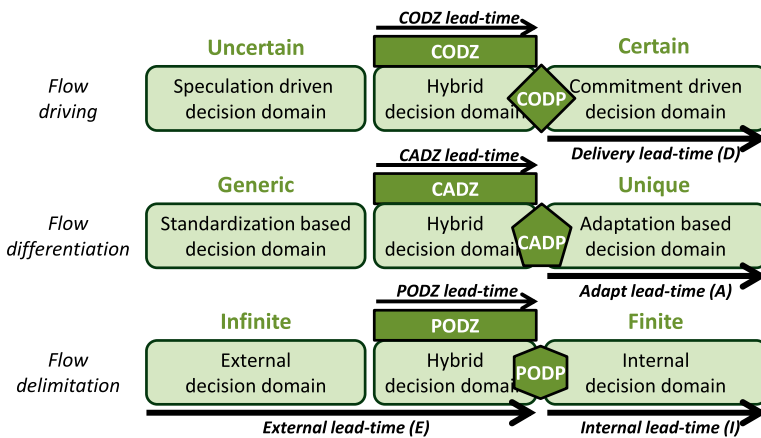 CODZ lead-time
Uncertain
CODZ
Certain
Flow
driving
Speculation driven
decision domain
Hybrid
decision domain
CODP
Commitment driven
decision domain
Delivery lead-time (D)
CADZ lead-time
Generic
CADZ
Unique
Flow
differentiation
Standardization based
decision domain
Hybrid
decision domain
CADP
Adaptation based
decision domain
Adapt lead-time (A)
PODZ lead-time
Infinite
PODZ
Finite
Flow
delimitation
External
decision domain
Hybrid
decision domain
PODP
Internal
decision domain
External lead-time (E)
Internal lead-time (I)